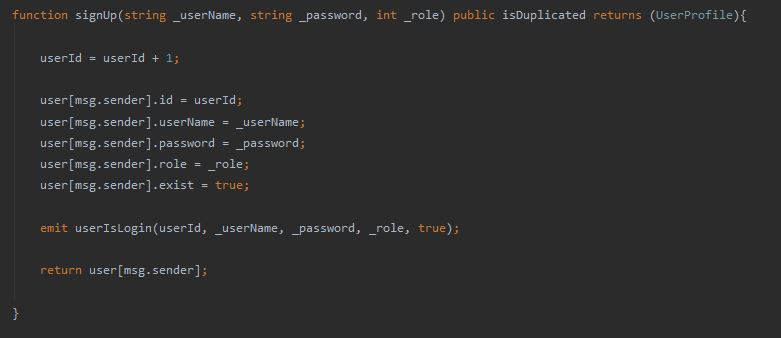 function signUp(string _userName, string _password, int _role) public isDuplicated returns (UserProfile){
userId = userId + 1;
user[msg.sender].id = userId;
user[msg.sender].userName = _userName;
user[msg.sender].password = _password;
user[msg.sender].role = _role;
user[msg.sender].exist = true;
emit userIsLogin(userId, _userName, _password, _role, true);
return user[msg.sender];
}